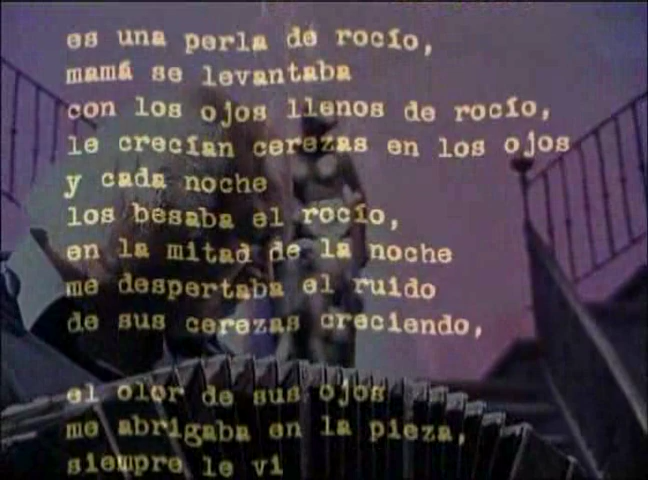 es una perla de rocío,
mamá se levantaba
con los ojos llenos de rocío,
le crecían cerezas en los ojos
y cada noche
los besaba el rocío,
en la mitad de la noche
me despertaba el ruido
de sus cerezas creciendo,
el olor de sus ojos
me abrigaba en la pieza,
siempre le vi